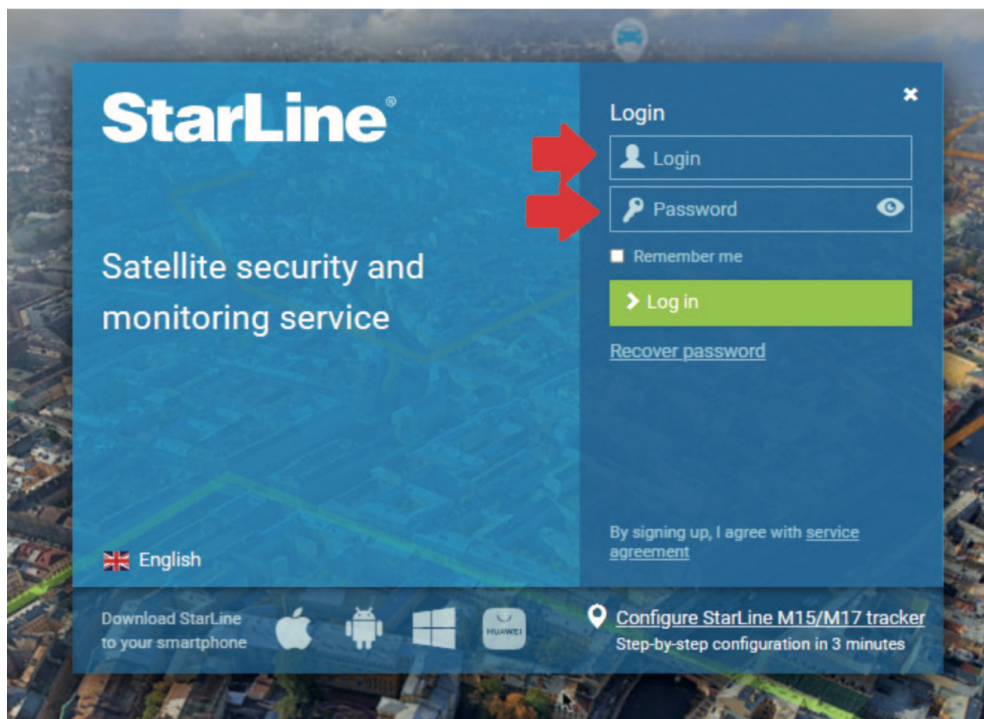 StarLine®
Satellite security and
monitoring service
English
Login
Login
Password
Remember me
Log in
Recover password
By signing up, I agree with service
agreement
Download StarLine
to your smartphone
HUAWEI
Configure StarLine M15/M17 tracker
Step-by-step configuration in 3 minutes